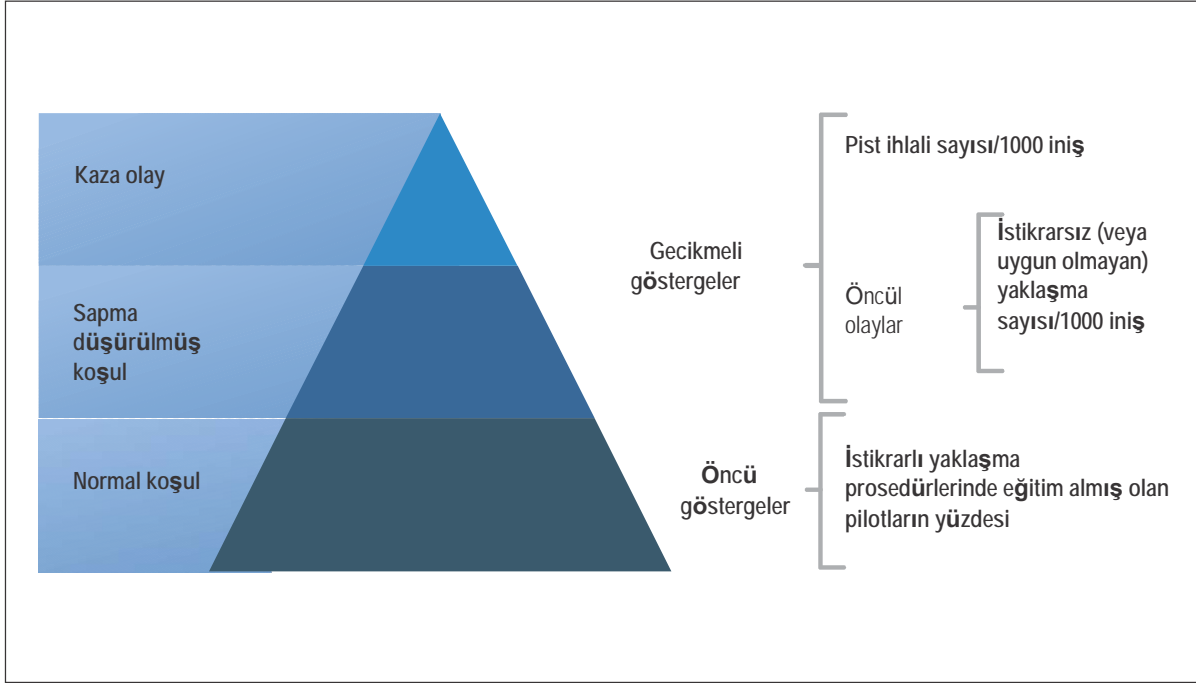 Kaza olay
Sapma
düşürülmüş
koşul
Normal koşul
Gecikmeli
göstergeler
Öncü
göstergeler
Pist ihlali sayısı/1000 iniş
Öncül
olaylar
İstikrarsız (veya
uygun olmayan)
yaklaşma
sayısı/1000 iniş
İstikrarlı yaklaşma
prosedürlerinde eğitim almış olan
pilotların yüzdesi